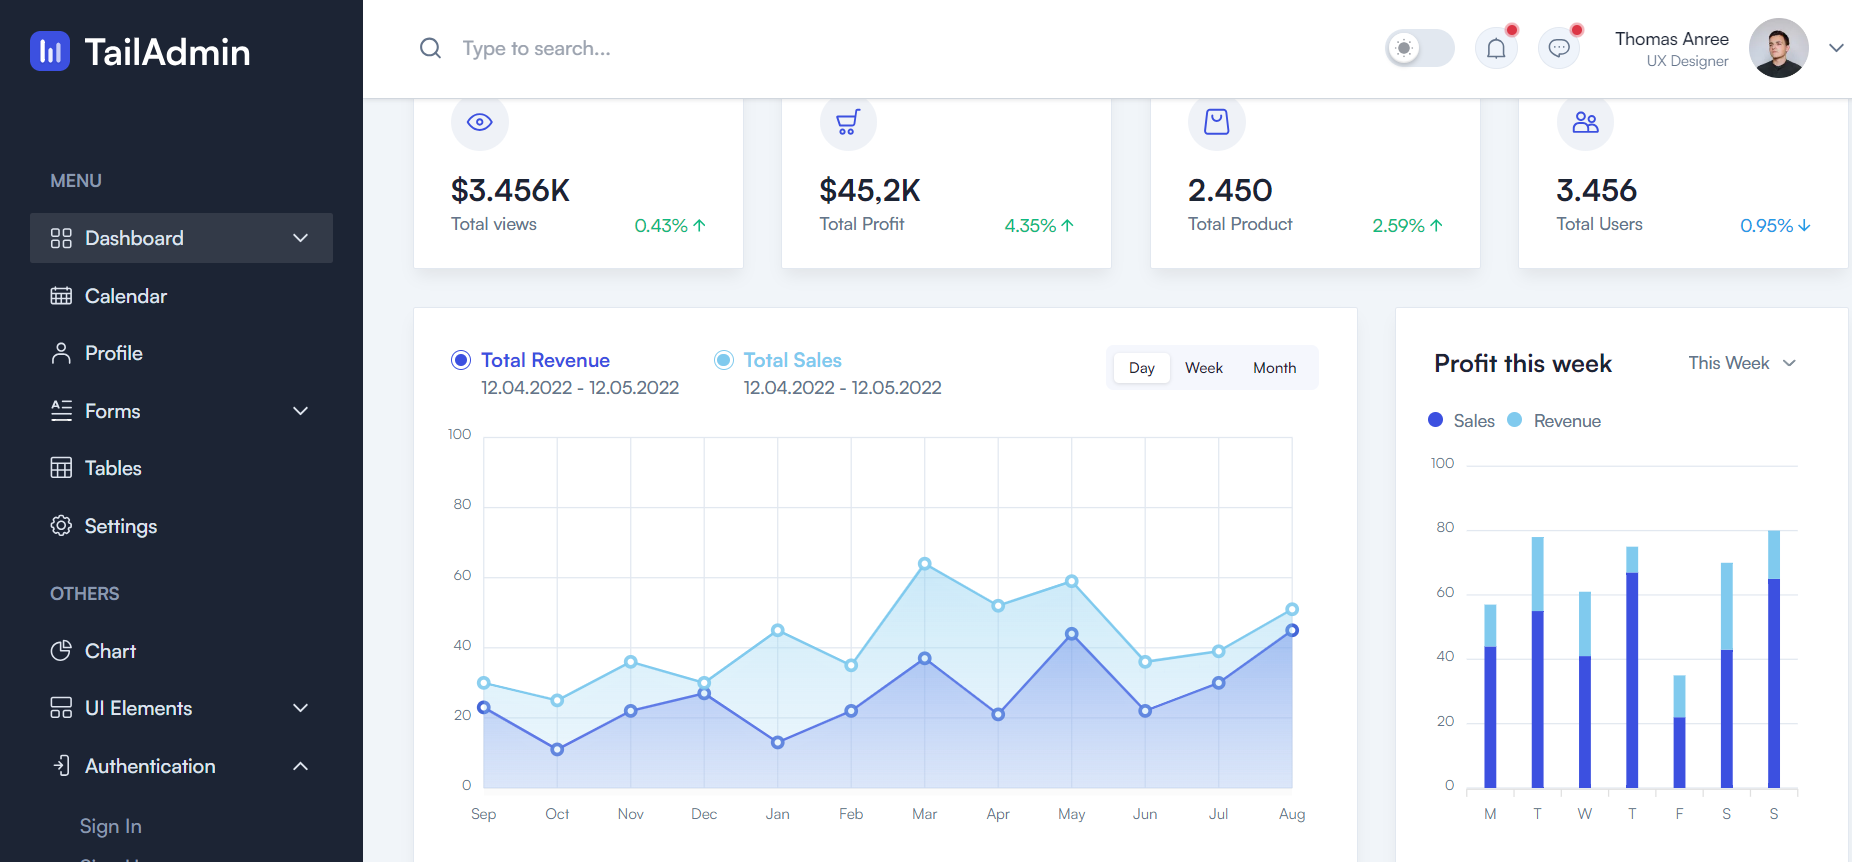 TailAdmin
Type to search...
Thomas Anree
UX Designer
MENU
Dashboard
Calendar
Profile
Forms
Tables
Settings
OTHERS
Chart
UI Elements
Authentication
Sign In
$3.456K
Total views
0.43%
$45,2K
Total Profit
4.35%
2.450
Total Product
2.59%
3.456
Total Users
0.95%
Total Revenue
12.04.2022 - 12.05.2022
Total Sales
12.04.2022 - 12.05.2022
Day Week Month
100
80
60
40
20
0
Sep Oct Nov Dec Jan Feb Mar Apr May Jun Jul Aug
Profit this week
This Week
Sales Revenue
100
80
60
40
20
0
M T W T F S S